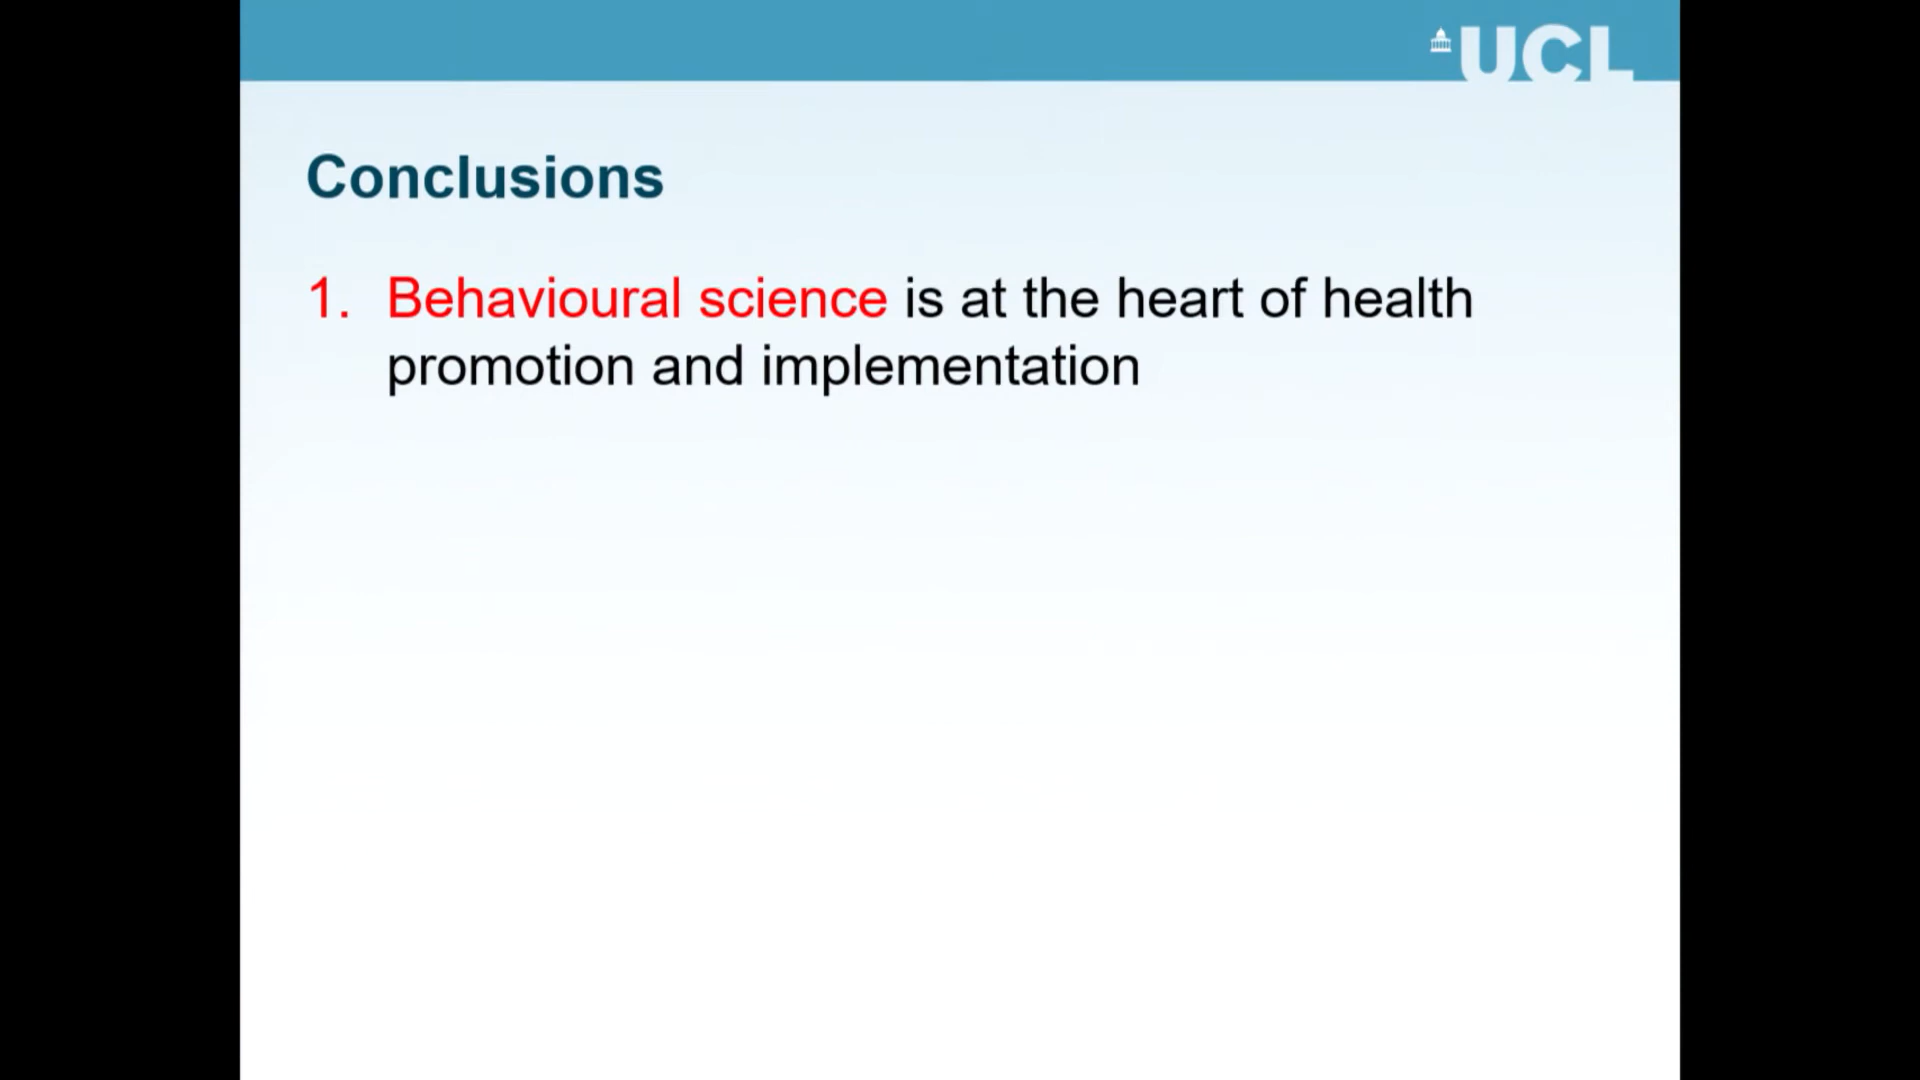 UCL
Conclusions
1. Behavioural science is at the heart of health
promotion and implementation